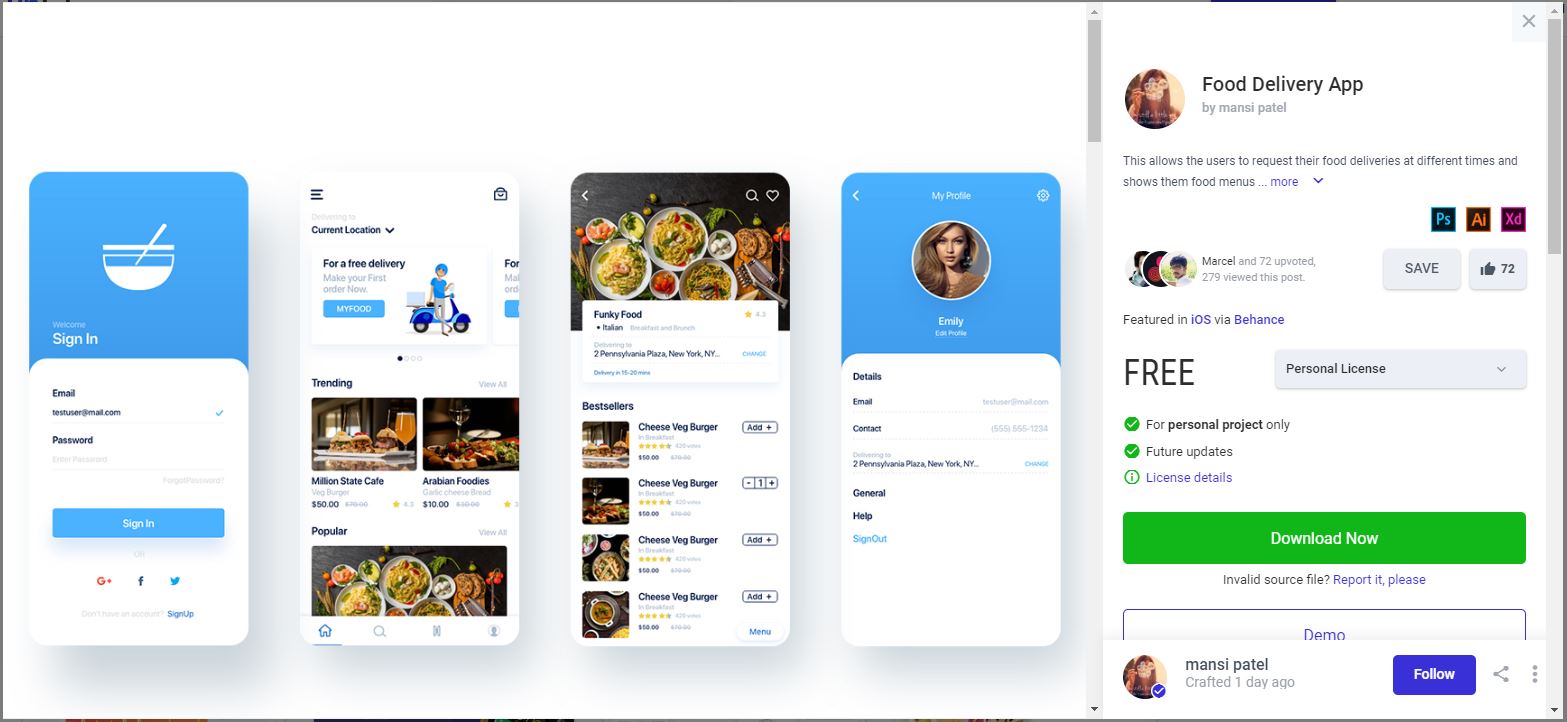 Welcome
Sign In
Email
testuser@mail.com
Password
Enter Password
ForgotPassword?
Sign In
OR
G+
Don't have an account? SignUp
Delivering to
Current Location
For a free delivery
Make your First
order Now.
MYFOOD
For
Mal
ord
Trending
View All
Million State Cafe
Veg Burger
$50.00 $70.00 4.3
Arabian Foodies
Garlic cheese Bread
$10.00 $30.00 3
Popular
View All
Funky Food
4.3
• Italian Breakfast and Brunch
Delivering to
2 Pennsylvania Plaza, New York, NY...
CHANGE
Delivery in 15-20 mins
Bestsellers
Cheese Veg Burger
Add +
In Breakfast
420 votes
$50.00 $70.00
Cheese Veg Burger
- 1 +
In Breakfast
420 votes
$50.00 $70.00
Cheese Veg Burger
Add +
In Breakfast
420 votes
$50.00 $70.00
Cheese Veg Burger
Add +
In Breakfast
420 votes
$50.00 $70.00
Menu
My Profile
Emily
Edit Profile
Details
Email testuser@mail.com
Contact (555) 555-1234
Delivering to
2 Pennsylvania Plaza, New York, NY...
CHANGE
General
Help
SignOut
Food Delivery App
by mansi patel
This allows the users to request their food deliveries at different times and
shows them food menus ... more
Ps Ai Xd
Marcel and 72 upvoted,
279 viewed this post.
SAVE
72
Featured in iOS via Behance
FREE
Personal License
For personal project only
Future updates
License details
Download Now
Invalid source file? Report it, please
Demo
mansi patel
Crafted 1 day ago
Follow